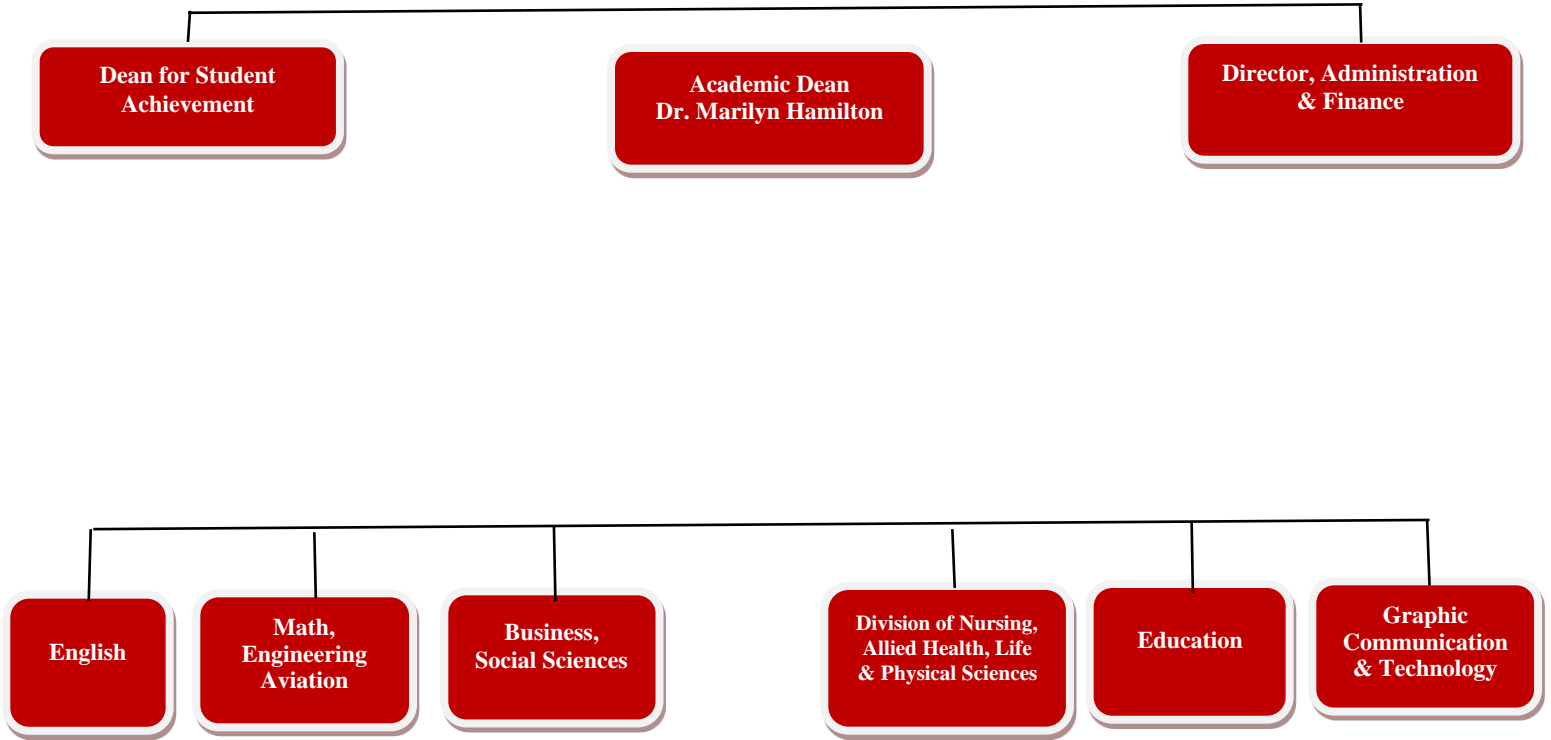 Dean for Student
Achievement
Academic Dean
Dr. Marilyn Hamilton
Director, Administration
& Finance
English
Math,
Engineering
Aviation
Business,
Social Sciences
Division of Nursing,
Allied Health, Life
& Physical Sciences
Education
Graphic
Communication
& Technology